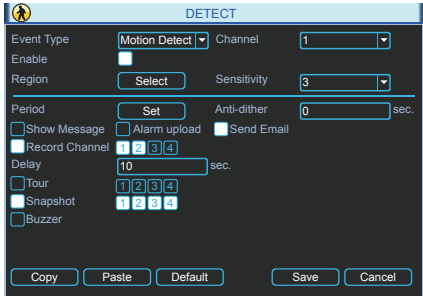 DETECT
Event Type Motion Detect Channel 1
Enable
Region Select Sensitivity 3
Period Set Anti-dither 0 sec.
Show Message Alarm upload Send Email
Record Channel 1 2 3 4
Delay 10 sec.
Tour 1 2 3 4
Snapshot 1 2 3 4
Buzzer
Copy Paste Default Save Cancel